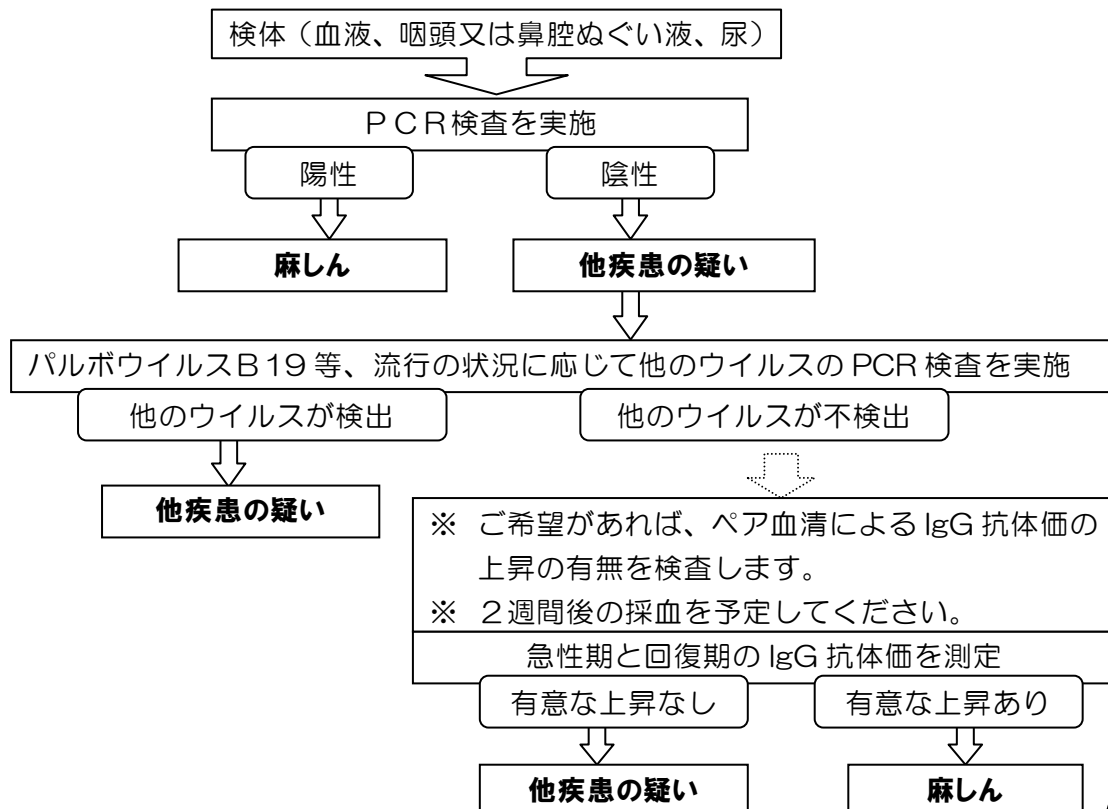 検体（血液、咽頭又は鼻腔ぬぐい液、尿）
ＰＣＲ検査を実施
陽性
陰性
麻しん
他疾患の疑い
パルボウイルスＢ19 等、流行の状況に応じて他のウイルスの PCR 検査を実施
他のウイルスが検出
他のウイルスが不検出
他疾患の疑い
※ ご希望があれば、ペア血清による IgG 抗体価の
上昇の有無を検査します。
※ ２週間後の採血を予定してください。
急性期と回復期の IgG 抗体価を測定
有意な上昇なし
有意な上昇あり
他疾患の疑い
麻しん